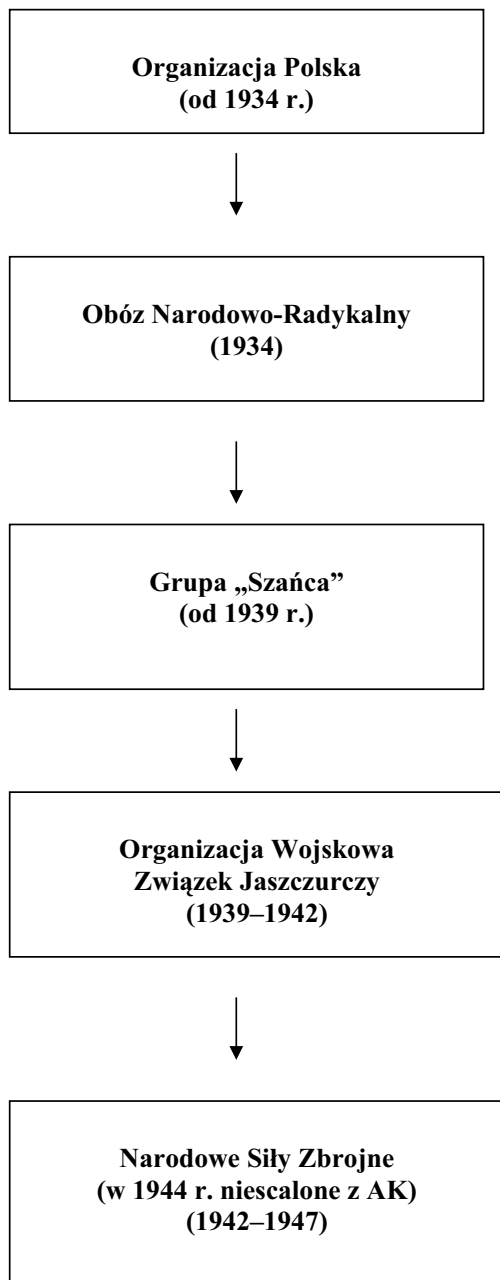 Organizacja Polska
(od 1934 r.)
Obóz Narodowo-Radykalny
(1934)
Grupa „Szańca”
(od 1939 r.)
Organizacja Wojskowa
Związek Jaszczurczy
(1939–1942)
Narodowe Siły Zbrojne
(w 1944 r. niescalone z AK)
(1942–1947)